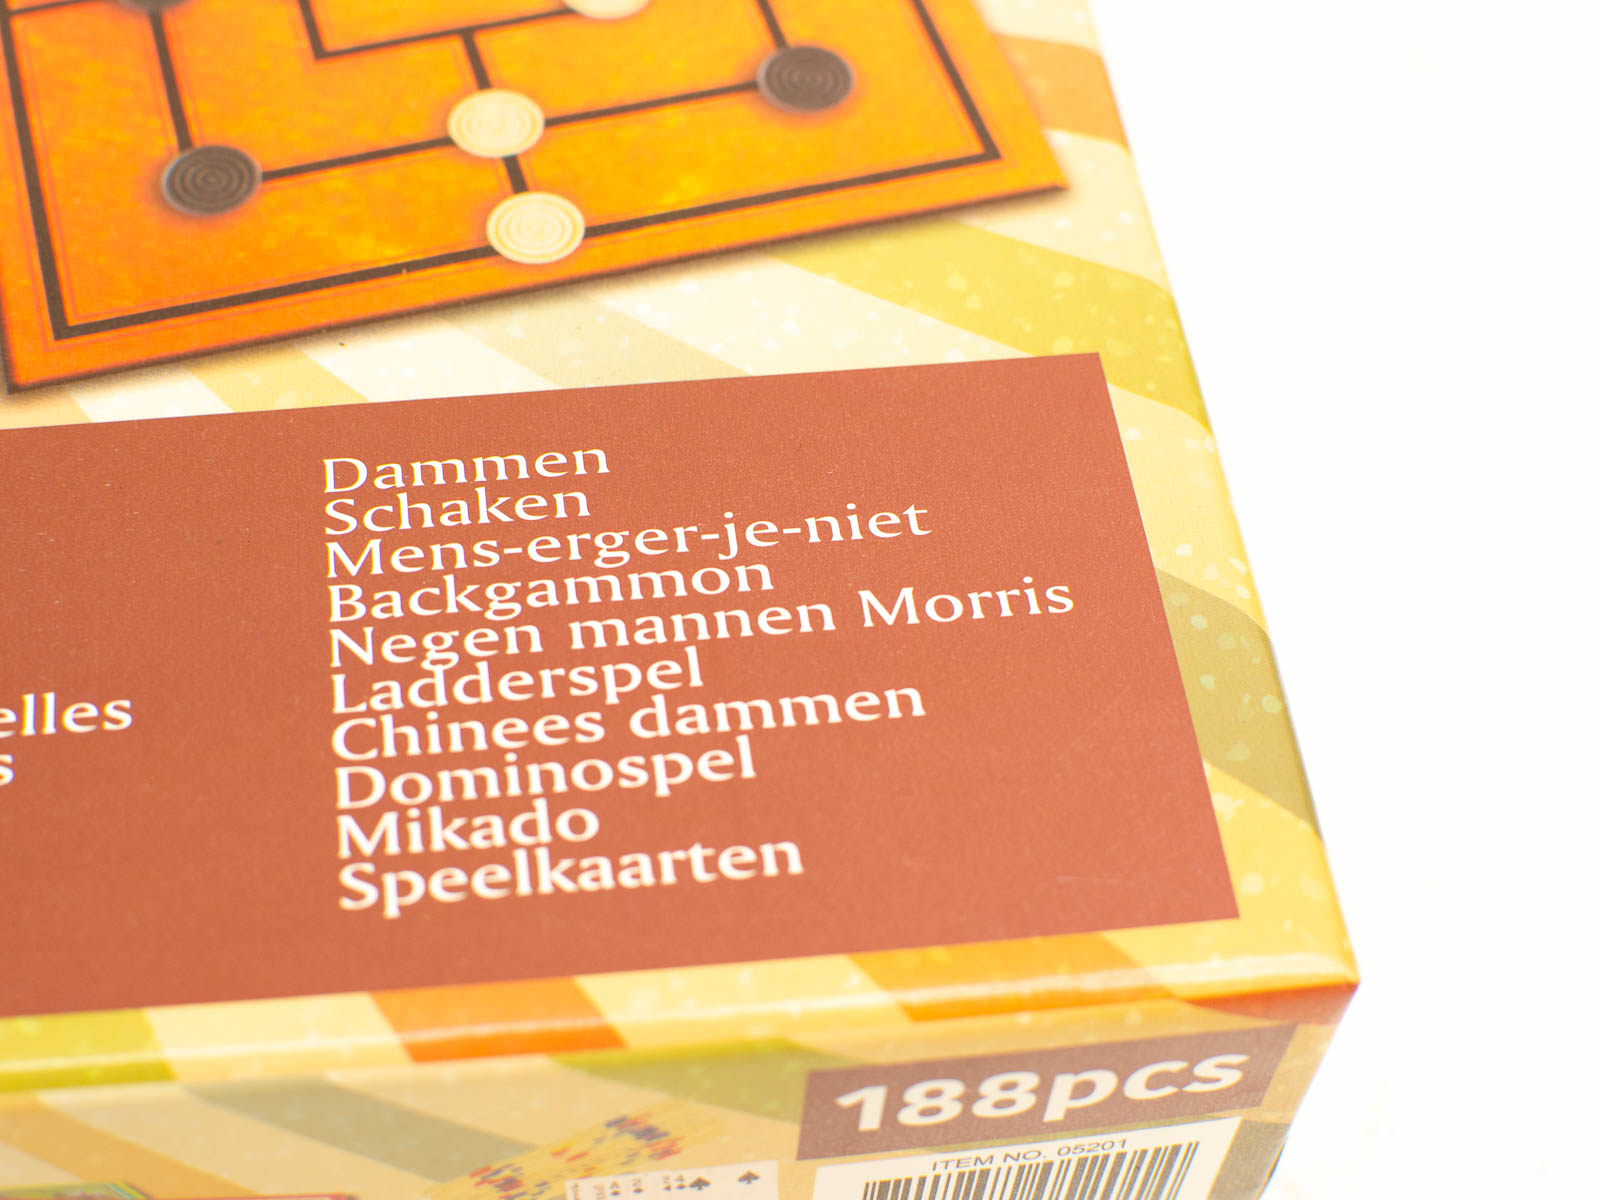 elles
s
Dammen
Schaken
Mens-erger-je-niet
Backgammon
Negen mannen Morris
Ladderspel
Chinees dammen
Dominospel
Mikado
Speelkaarten
188pcs
ITEM NO. 05201